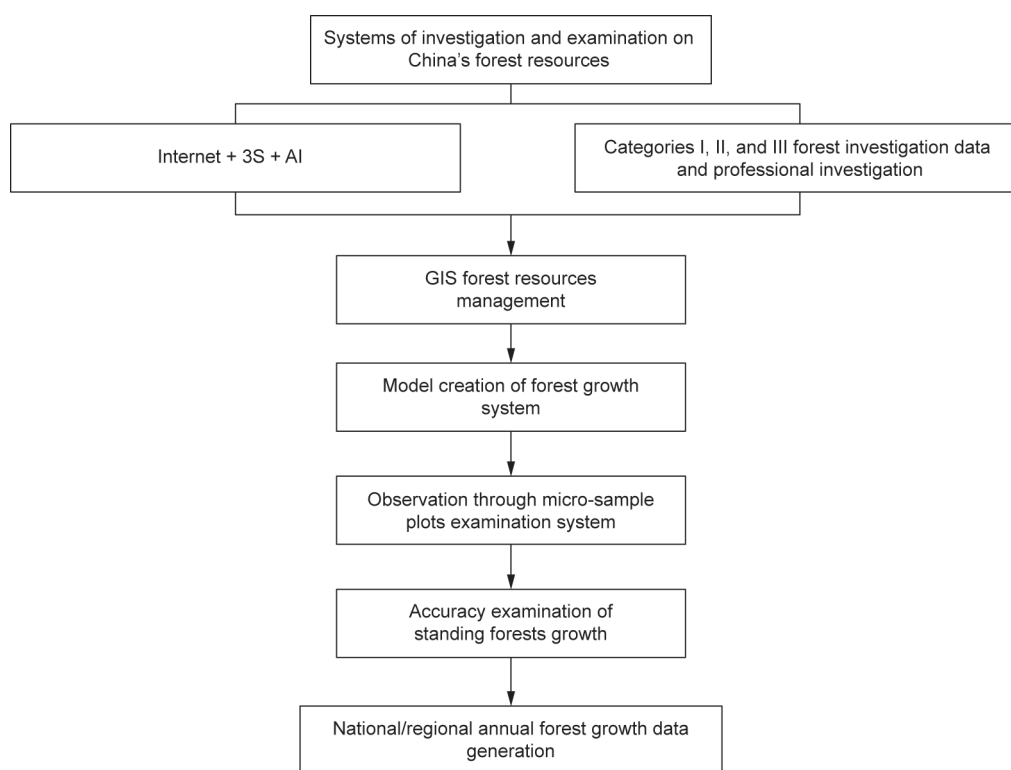 Systems of investigation and examination on
China's forest resources
Internet + 3S + AI
Categories I, II, and III forest investigation data
and professional investigation
GIS forest resources
management
Model creation of forest growth
system
Observation through micro-sample
plots examination system
Accuracy examination of
standing forests growth
National/regional annual forest growth data
generation